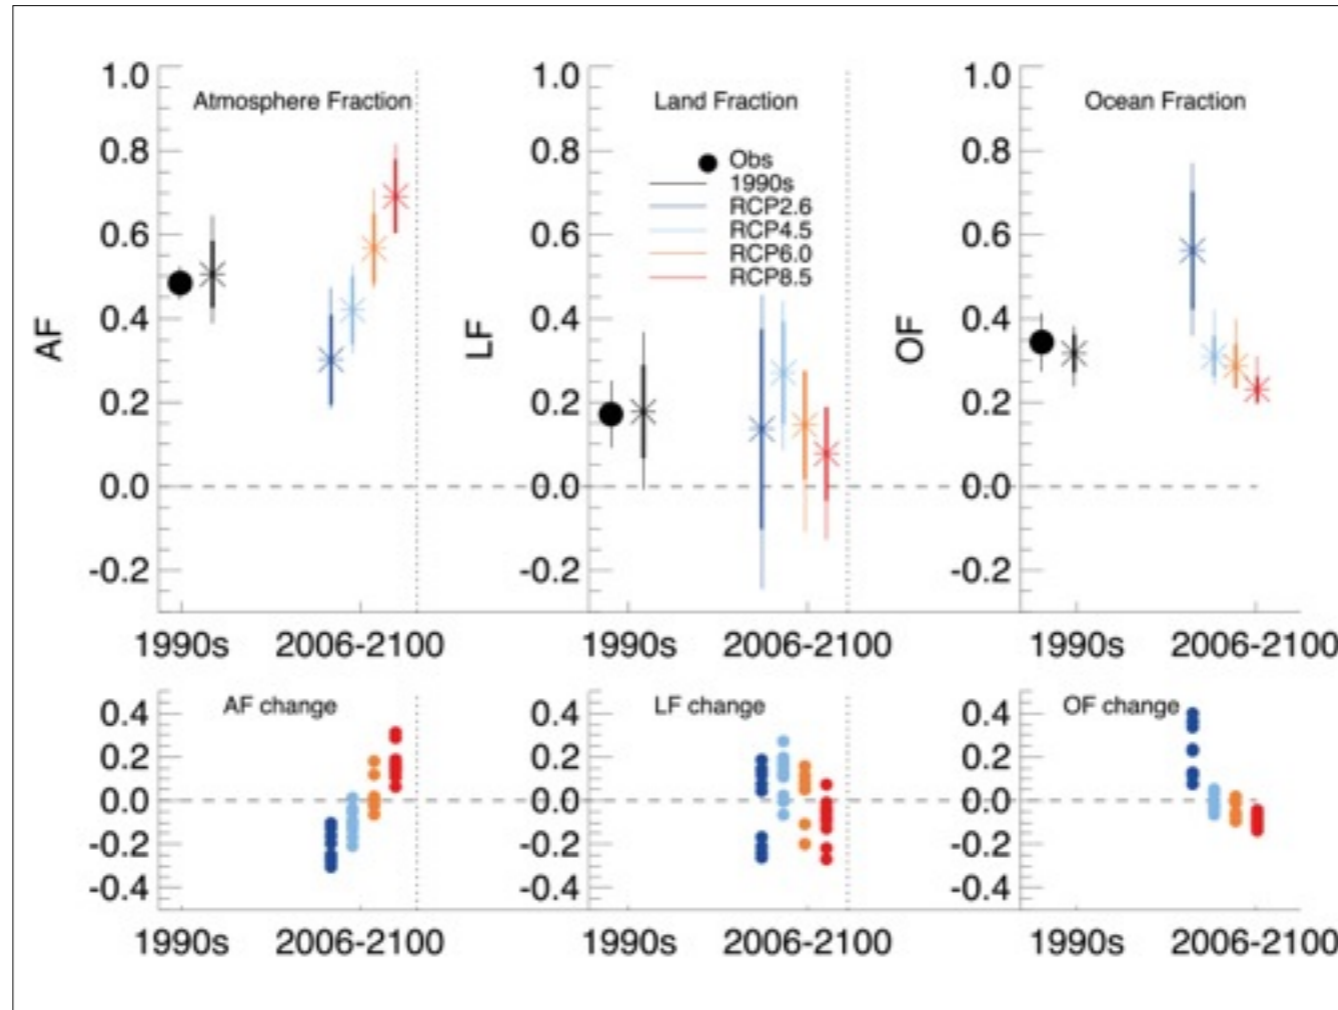 Atmosphere Fraction
AF
1.0
0.8
0.6
0.4
0.2
0.0
-0.2
1990s 2006-2100
Land Fraction
Obs
1990s
RCP2.6
RCP4.5
RCP6.0
RCP8.5
LF
1.0
0.8
0.6
0.4
0.2
0.0
-0.2
1990s 2006-2100
Ocean Fraction
OF
1.0
0.8
0.6
0.4
0.2
0.0
-0.2
1990s 2006-2100
AF change
0.4
0.2
0.0
-0.2
-0.4
1990s 2006-2100
LF change
0.4
0.2
0.0
-0.2
-0.4
1990s 2006-2100
OF change
0.4
0.2
0.0
-0.2
-0.4
1990s 2006-2100